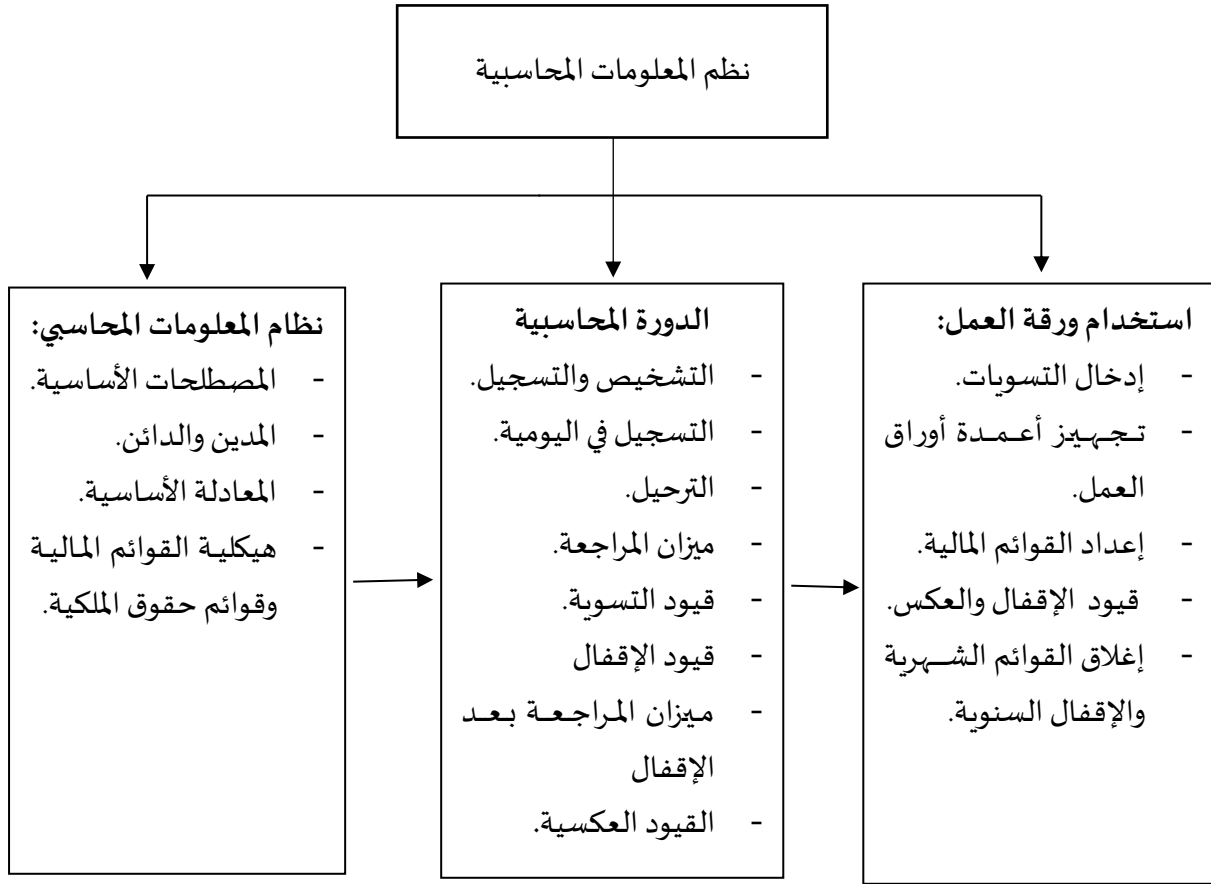 نظم المعلومات المحاسبية
استخدام ورقة العمل:
- إدخال التسويات.
- تجهيز أعمدة أوراق
العمل.
- إعداد القوائم المالية.
- قيود الإقفال والعكس.
- إغلاق القوائم الشهرية
والإقفال السنوية.
الدورة المحاسبية
- التشخيص والتسجيل.
- التسجيل في اليومية.
- الترحيل.
- ميزان المراجعة.
- قيود التسوية.
- قيود الإقفال
- ميزان المراجعة بعد
الإقفال
- القيود العكسية.
نظام المعلومات المحاسبي:
- المصطلحات الأساسية.
- المدين والدائن.
- المعادلة الأساسية.
- هيكلية القوائم المالية
وقوائم حقوق الملكية.